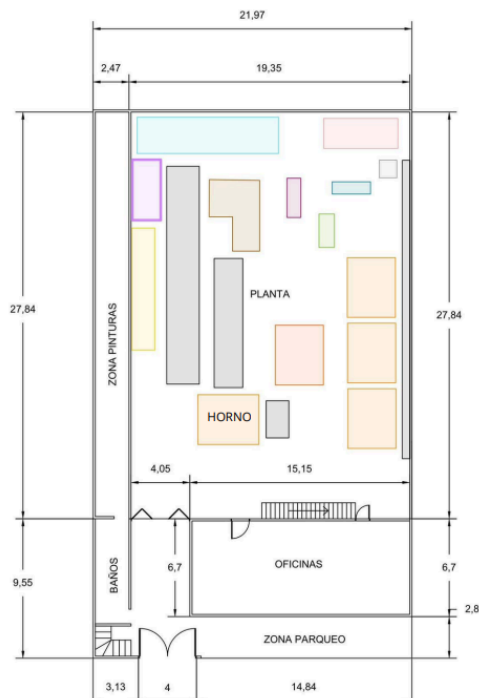 21,97
2,47
19,35
27,84
ZONA PINTURAS
PLANTA
27,84
HORNO
4,05
15,15
9,55
BAÑOS
6,7
OFICINAS
6,7
2,8
ZONA PARQUEO
3,13
4
14,84